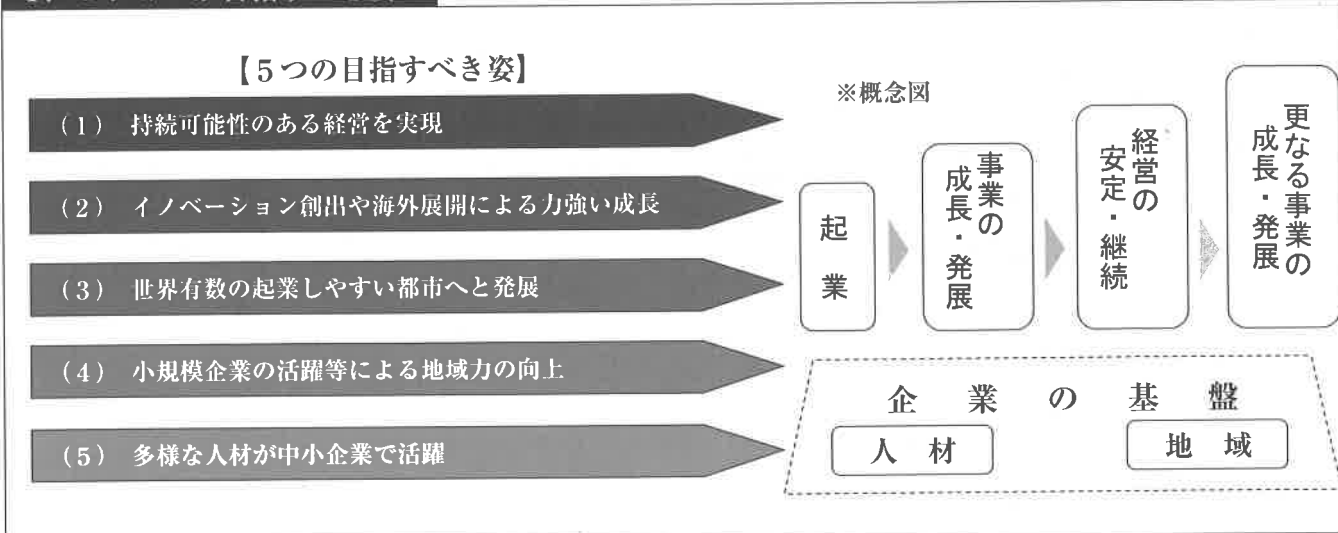 【5つの目指すべき姿】
(1) 持続可能性のある経営を実現
(2) イノベーション創出や海外展開による力強い成長
(3) 世界有数の起業しやすい都市へと発展
(4) 小規模企業の活躍等による地域力の向上
(5) 多様な人材が中小企業で活躍
※概念図
起業
事業の
成長・発展
経営の
安定・継続
更なる事業の
成長・発展
企業の基盤
人材
地域